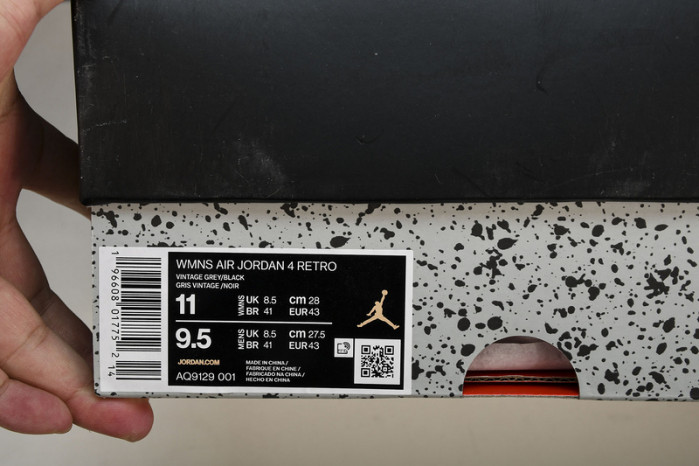 WMNS AIR JORDAN 4 RETRO
VINTAGE GREY/BLACK
GRIS VINTAGE /NOIR
11 WMNS UK 8.5 cm 28
BR 41 EUR 43
9.5 MENS UK 8.5 cm 27.5
BR 41 EUR 43
JORDAN.COM
AQ9129 001
MADE IN CHINA /
FABRIQUE EN CHINE /
FABRICADO NA CHINA /
HECHO EN CHINA
1 96608 01775 2
14